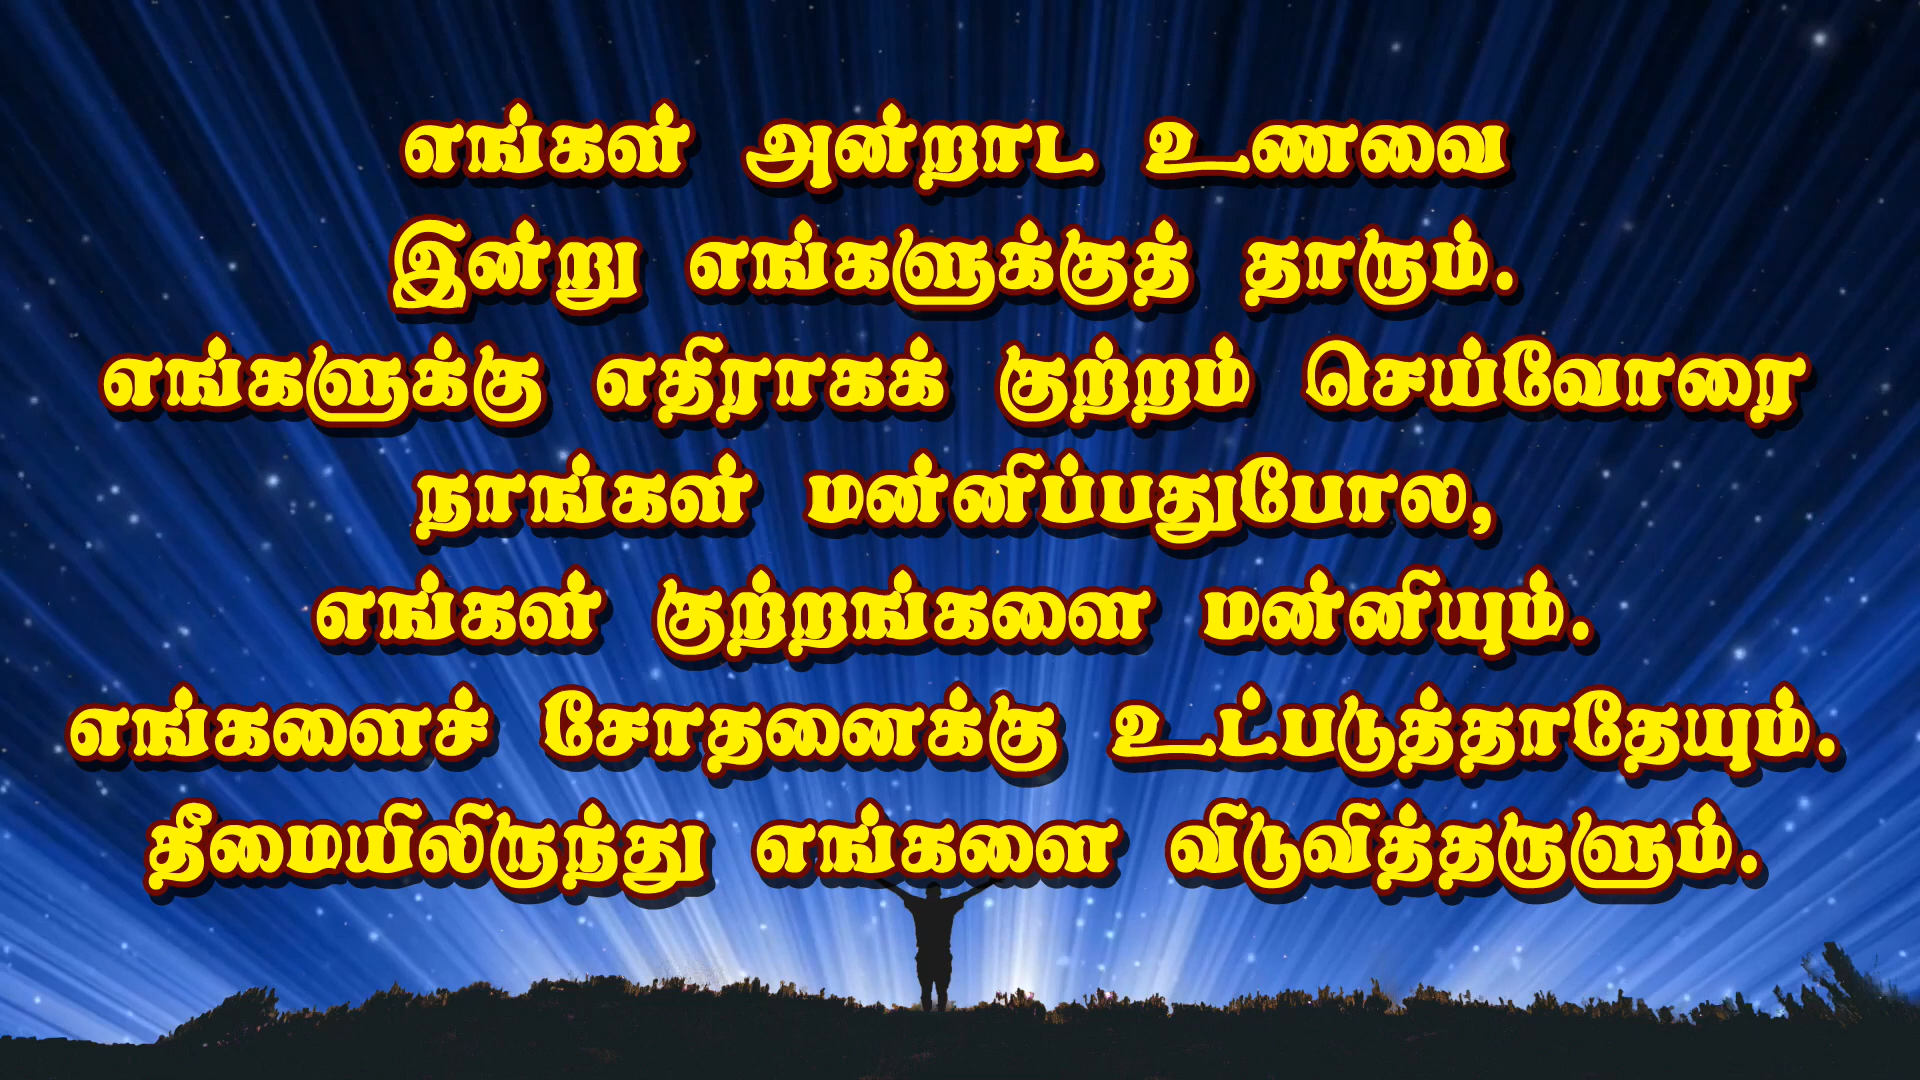 எங்கள் அன்றாட உணவை
இன்று எங்களுக்குத் தாரும்.
எங்களுக்கு எதிராகக் குற்றம் செய்வோரை
நாங்கள் மன்னிப்பதுபோல,
எங்கள் குற்றங்களை மன்னியும்.
எங்களைச் சோதனைக்கு உட்படுத்தாதேயும்.
தீமையிலிருந்து எங்களை விடுவித்தருளும்.